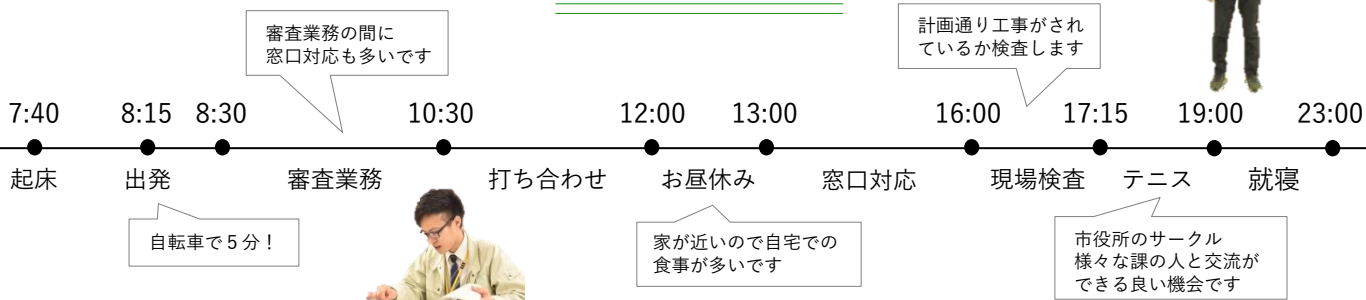 審査業務の間に
窓口対応も多いです
計画通り工事がされ
ているか検査します
7:40 8:15 8:30 10:30 12:00 13:00 16:00 17:15 19:00 23:00
起床 出発 審査業務 打ち合わせ お昼休み 窓口対応 現場検査 テニス 就寝
自転車で5分！
家が近いので自宅での
食事が多いです
市役所のサークル
様々な課の人と交流が
できる良い機会です